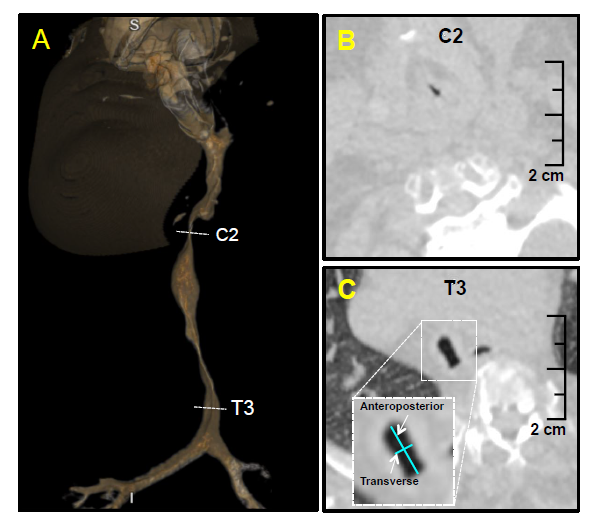 A
S
C2
T3
I
B
C2
2 cm
C
T3
2 cm
Anteroposterior
Transverse